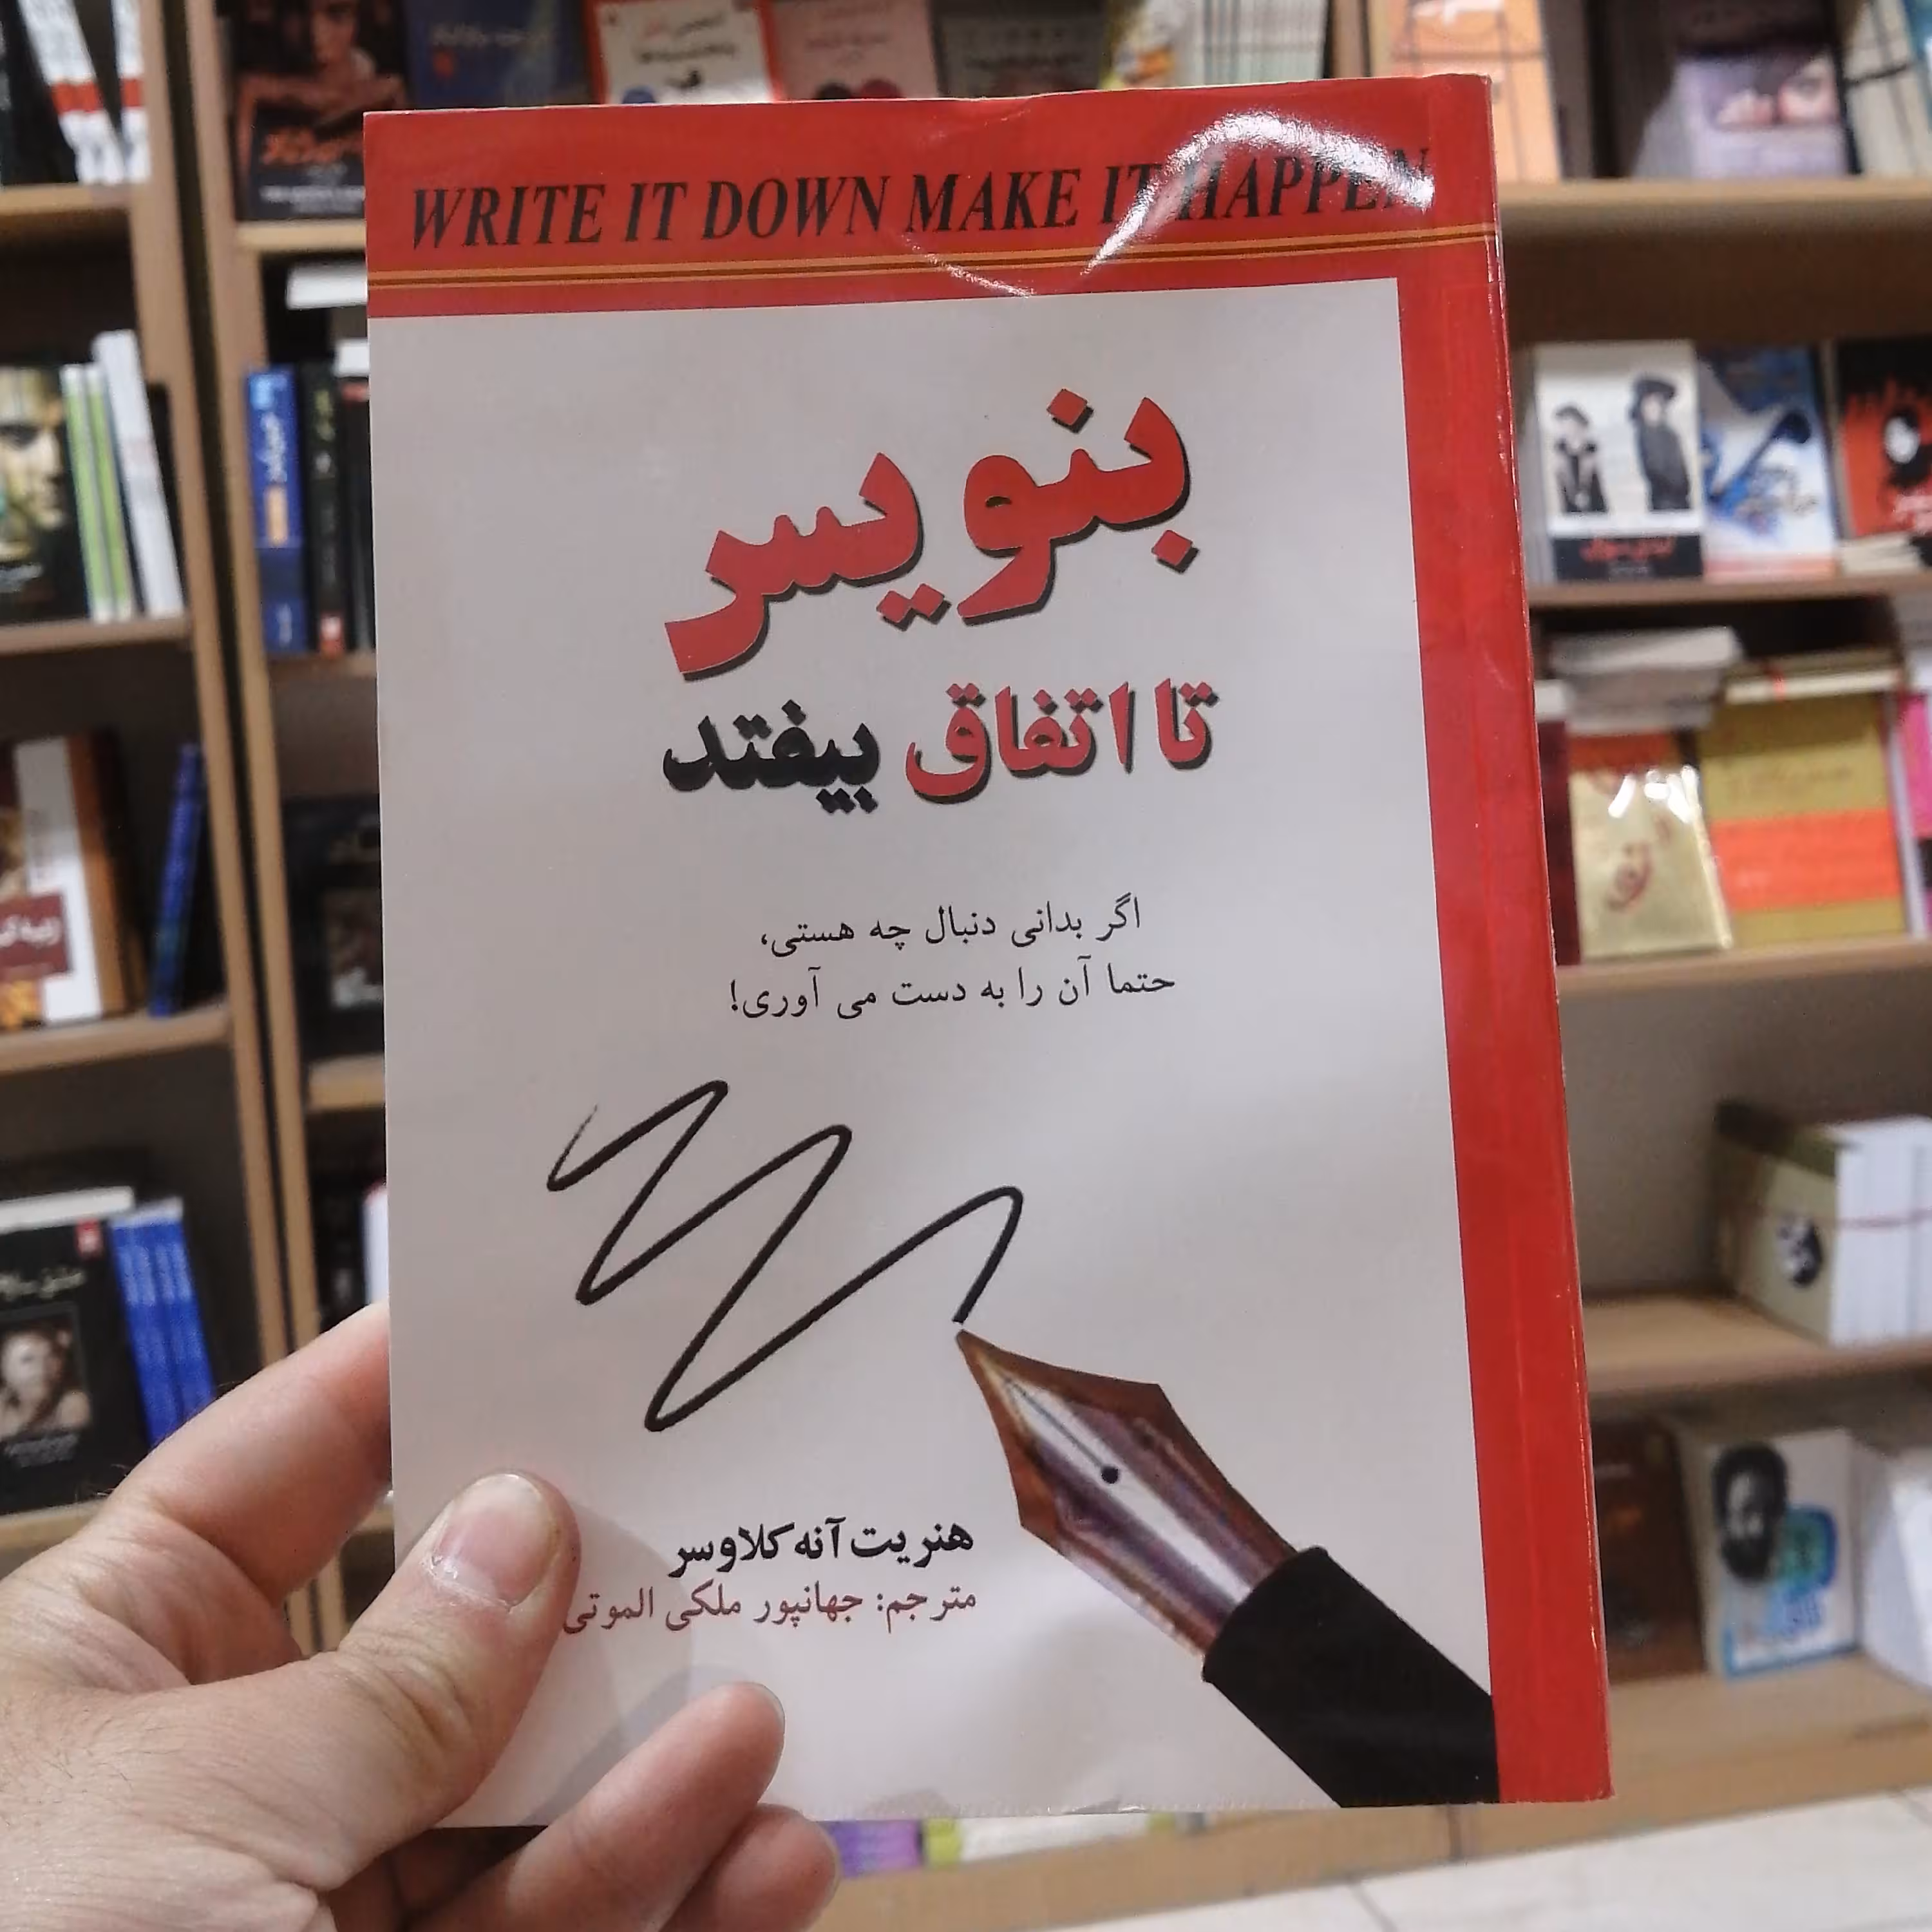 WRITE IT DOWN MAKE IT HAPPEN
بنویس
تا اتفاق بیفتد
اگر بدانی دنبال چه هستی،
حتما آن را به دست می آوری!
هنریت آنه کلاوسر
مترجم: جهانپور ملکی الموتی